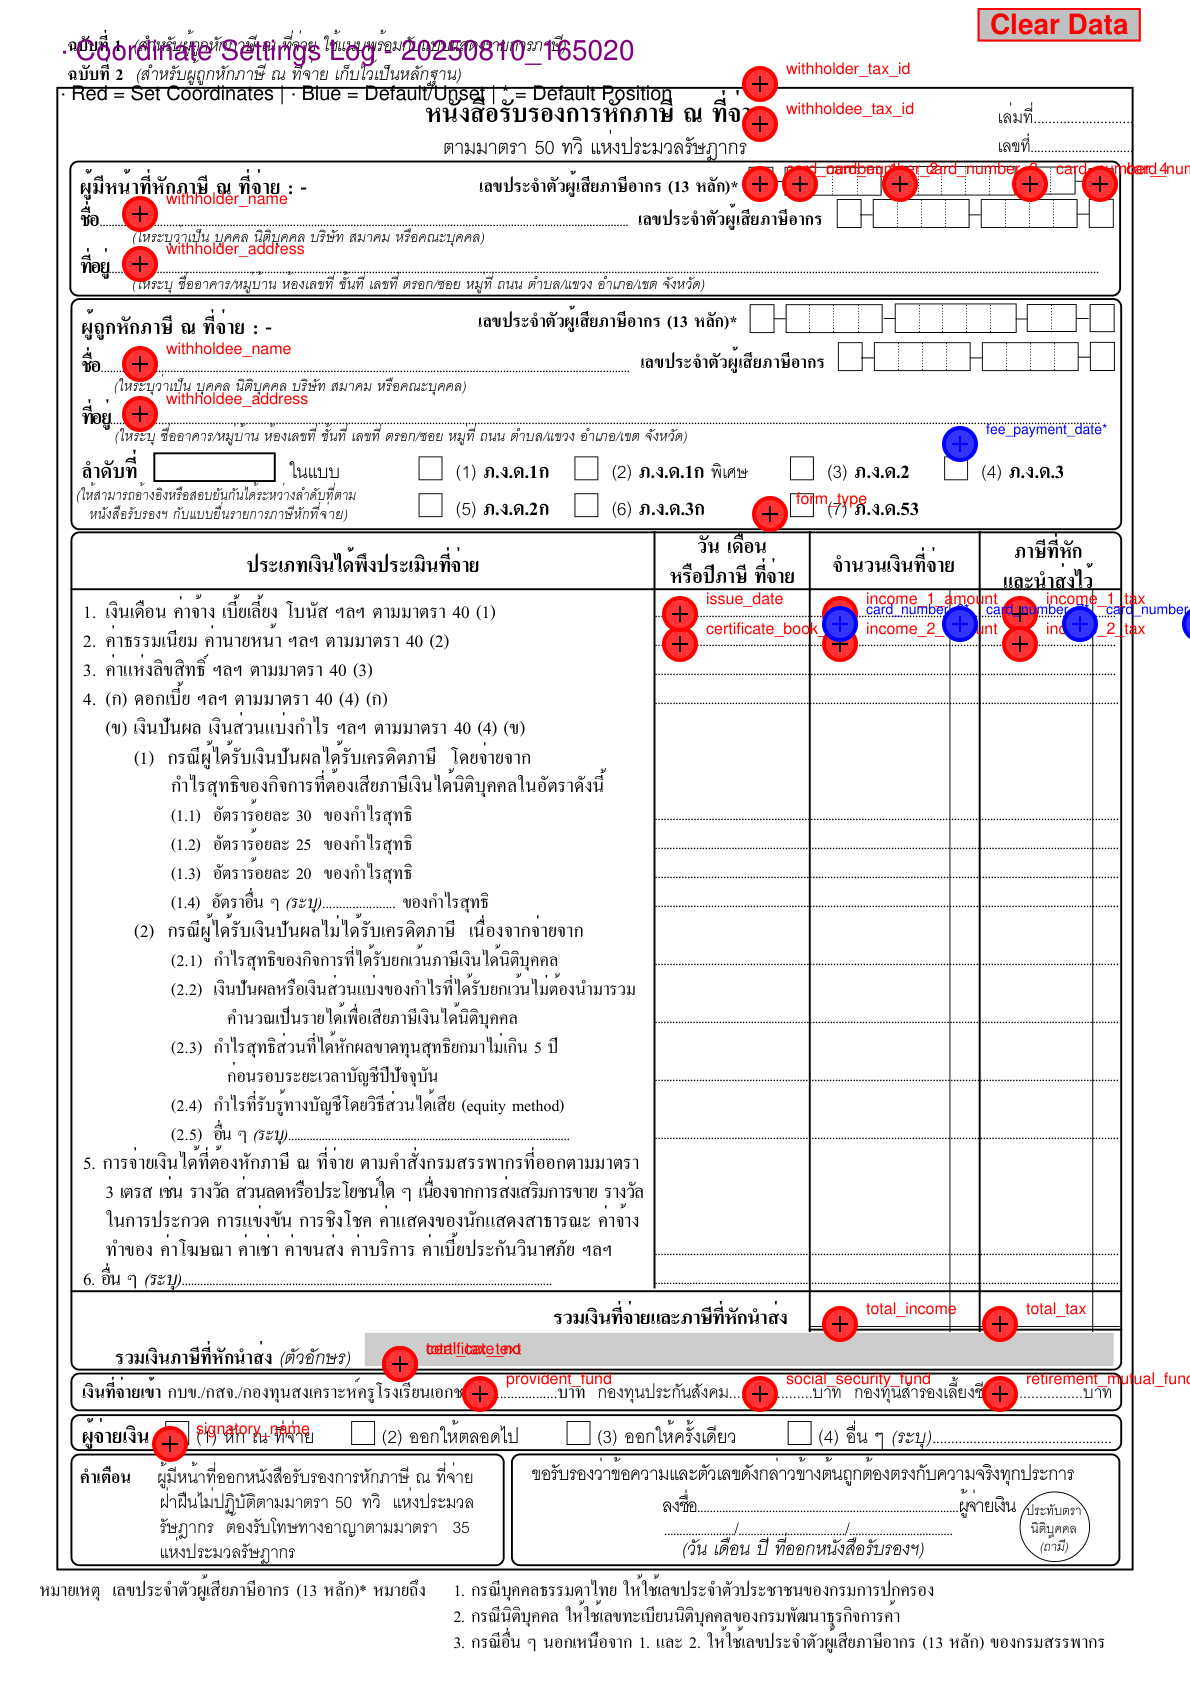 Clear Data
ฉบับที่ 1 (สำหรับผู้ถูกหักภาษี ณ ที่จ่าย ใช้แนบพร้อมกับแบบแสดงรายการภาษี)
· Coordinate Settings Log - 20250810_165020
ฉบับที่ 2 (สำหรับผู้ถูกหักภาษี ณ ที่จ่าย เก็บไว้เป็นหลักฐาน)
withholder_tax_id
· Red = Set Coordinates | · Blue = Default/Unset | * = Default Position
หนังสือรับรองการหักภาษี ณ ที่จ่
withholdee_tax_id
เล่มที่
ตามมาตรา 50 ทวิ แห่งประมวลรัษฎากร
เลขที่
ผู้มีหน้าที่หักภาษี ณ ที่จ่าย : -
เลขประจำตัวผู้เสียภาษีอากร (13 หลัก)*
withholder_name
ชื่อ
เลขประจำตัวผู้เสียภาษีอากร
(ให้ระบุว่าเป็น บุคคล นิติบุคคล บริษัท สมาคม หรือคณะบุคคล)
withholder_address
ที่อยู่
(ให้ระบุ ชื่ออาคาร/หมู่บ้าน ห้องเลขที่ ชั้นที่ เลขที่ ตรอก/ซอย หมู่ที่ ถนน ตำบล/แขวง อำเภอ/เขต จังหวัด)
ผู้ถูกหักภาษี ณ ที่จ่าย : -
เลขประจำตัวผู้เสียภาษีอากร (13 หลัก)*
withholdee_name
ชื่อ
เลขประจำตัวผู้เสียภาษีอากร
(ให้ระบุว่าเป็น บุคคล นิติบุคคล บริษัท สมาคม หรือคณะบุคคล)
withholdee_address
ที่อยู่
(ให้ระบุ ชื่ออาคาร/หมู่บ้าน ห้องเลขที่ ชั้นที่ เลขที่ ตรอก/ซอย หมู่ที่ ถนน ตำบล/แขวง อำเภอ/เขต จังหวัด)
fee_payment_date*
ลำดับที่ ในแบบ (1) ภ.ง.ด.1ก (2) ภ.ง.ด.1ก พิเศษ (3) ภ.ง.ด.2 (4) ภ.ง.ด.3
(ให้สามารถอ้างอิงหรือสอบยันกันได้ระหว่างลำดับที่ตาม
หนังสือรับรองฯ กับแบบยื่นรายการภาษีหักที่จ่าย)
form_type
(5) ภ.ง.ด.2ก (6) ภ.ง.ด.3ก (7) ภ.ง.ด.53
ประเภทเงินได้พึงประเมินที่จ่าย
วัน เดือน
หรือปีภาษี ที่จ่าย
จำนวนเงินที่จ่าย
ภาษีที่หัก
และนำส่งไว้
1. เงินเดือน ค่าจ้าง เบี้ยเลี้ยง โบนัส ฯลฯ ตามมาตรา 40 (1)
issue_date income_1_amount income_1_tax
2. ค่าธรรมเนียม ค่านายหน้า ฯลฯ ตามมาตรา 40 (2)
certificate_book income_2_amount income_2_tax
3. ค่าแห่งลิขสิทธิ์ ฯลฯ ตามมาตรา 40 (3)
4. (ก) ดอกเบี้ย ฯลฯ ตามมาตรา 40 (4) (ก)
(ข) เงินปันผล เงินส่วนแบ่งกำไร ฯลฯ ตามมาตรา 40 (4) (ข)
(1) กรณีผู้ได้รับเงินปันผลได้รับเครดิตภาษี โดยจ่ายจาก
กำไรสุทธิของกิจการที่ต้องเสียภาษีเงินได้นิติบุคคลในอัตราดังนี้
(1.1) อัตราร้อยละ 30 ของกำไรสุทธิ
(1.2) อัตราร้อยละ 25 ของกำไรสุทธิ
(1.3) อัตราร้อยละ 20 ของกำไรสุทธิ
(1.4) อัตราอื่น ๆ (ระบุ)...................... ของกำไรสุทธิ
(2) กรณีผู้ได้รับเงินปันผลไม่ได้รับเครดิตภาษี เนื่องจากจ่ายจาก
(2.1) กำไรสุทธิของกิจการที่ได้รับยกเว้นภาษีเงินได้นิติบุคคล
(2.2) เงินปันผลหรือเงินส่วนแบ่งของกำไรที่ได้รับยกเว้นไม่ต้องนำมารวม
คำนวณเป็นรายได้เพื่อเสียภาษีเงินได้นิติบุคคล
(2.3) กำไรสุทธิส่วนที่ได้หักผลขาดทุนสุทธิยกมาไม่เกิน 5 ปี
ก่อนรอบระยะเวลาบัญชีปีปัจจุบัน
(2.4) กำไรที่รับรู้ทางบัญชีโดยวิธีส่วนได้เสีย (equity method)
(2.5) อื่น ๆ (ระบุ)
5. การจ่ายเงินได้ที่ต้องหักภาษี ณ ที่จ่าย ตามคำสั่งกรมสรรพากรที่ออกตามมาตรา
3 เตรส เช่น รางวัล ส่วนลดหรือประโยชน์ใด ๆ เนื่องจากการส่งเสริมการขาย รางวัล
ในการประกวด การแข่งขัน การชิงโชค ค่าแสดงของนักแสดงสาธารณะ ค่าจ้าง
ทำของ ค่าโฆษณา ค่าเช่า ค่าขนส่ง ค่าบริการ ค่าเบี้ยประกันวินาศภัย ฯลฯ
6. อื่น ๆ (ระบุ)
รวมเงินที่จ่ายและภาษีที่หักนำส่ง
total_income total_tax
รวมเงินภาษีที่หักนำส่ง (ตัวอักษร)
provident_fund social_security_fund retirement_mutual_fund
เงินที่จ่ายเข้า กบข./กสจ./กองทุนสงเคราะห์ครูโรงเรียนเอกช บาท กองทุนประกันสังคม บาท กองทุนสำรองเลี้ยงชี บาท
signatory_name
ผู้จ่ายเงิน (1) หัก ณ ที่จ่าย (2) ออกให้ตลอดไป (3) ออกให้ครั้งเดียว (4) อื่น ๆ (ระบุ)
คำเตือน ผู้มีหน้าที่ออกหนังสือรับรองการหักภาษี ณ ที่จ่าย
ฝ่าฝืนไม่ปฏิบัติตามมาตรา 50 ทวิ แห่งประมวล
รัษฎากร ต้องรับโทษทางอาญาตามมาตรา 35
แห่งประมวลรัษฎากร
ขอรับรองว่าข้อความและตัวเลขดังกล่าวข้างต้นถูกต้องตรงกับความจริงทุกประการ
ลงชื่อ ผู้จ่ายเงิน
(วัน เดือน ปี ที่ออกหนังสือรับรองฯ)
ประทับตรา
นิติบุคคล
(ถ้ามี)
หมายเหตุ เลขประจำตัวผู้เสียภาษีอากร (13 หลัก)* หมายถึง 1. กรณีบุคคลธรรมดาไทย ให้ใช้เลขประจำตัวประชาชนของกรมการปกครอง
2. กรณีนิติบุคคล ให้ใช้เลขทะเบียนนิติบุคคลของกรมพัฒนาธุรกิจการค้า
3. กรณีอื่น ๆ นอกเหนือจาก 1. และ 2. ให้ใช้เลขประจำตัวผู้เสียภาษีอากร (13 หลัก) ของกรมสรรพากร